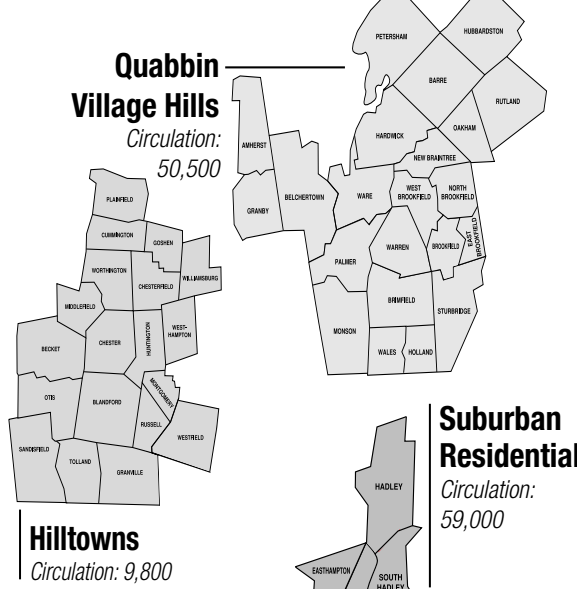 Quabbin
Village Hills
Circulation:
50,500
PETERSHAM
HUBBARDSTON
BARRE
RUTLAND
HARDWICK
OAKHAM
NEW BRAINTREE
AMHERST
BELCHERTOWN
GRANBY
WARE
WEST
BROOKFIELD
NORTH
BROOKFIELD
PALMER
WARREN
BROOKFIELD
EAST
BROOKFIELD
BRIMFIELD
STURBRIDGE
MONSON
WALES
HOLLAND
PLAINFIELD
CUMMINGTON
GOSHEN
WORTHINGTON
CHESTERFIELD
WILLIAMSBURG
MIDDLEFIELD
BECKET
CHESTER
HUNTINGTON
WEST-
HAMPTON
OTIS
BLANDFORD
MONTGOMERY
RUSSELL
WESTFIELD
SANDISFIELD
TOLLAND
GRANVILLE
Hilltowns
Circulation: 9,800
Suburban
Residential
Circulation:
59,000
HADLEY
EASTHAMPTON
SOUTH
HADLEY